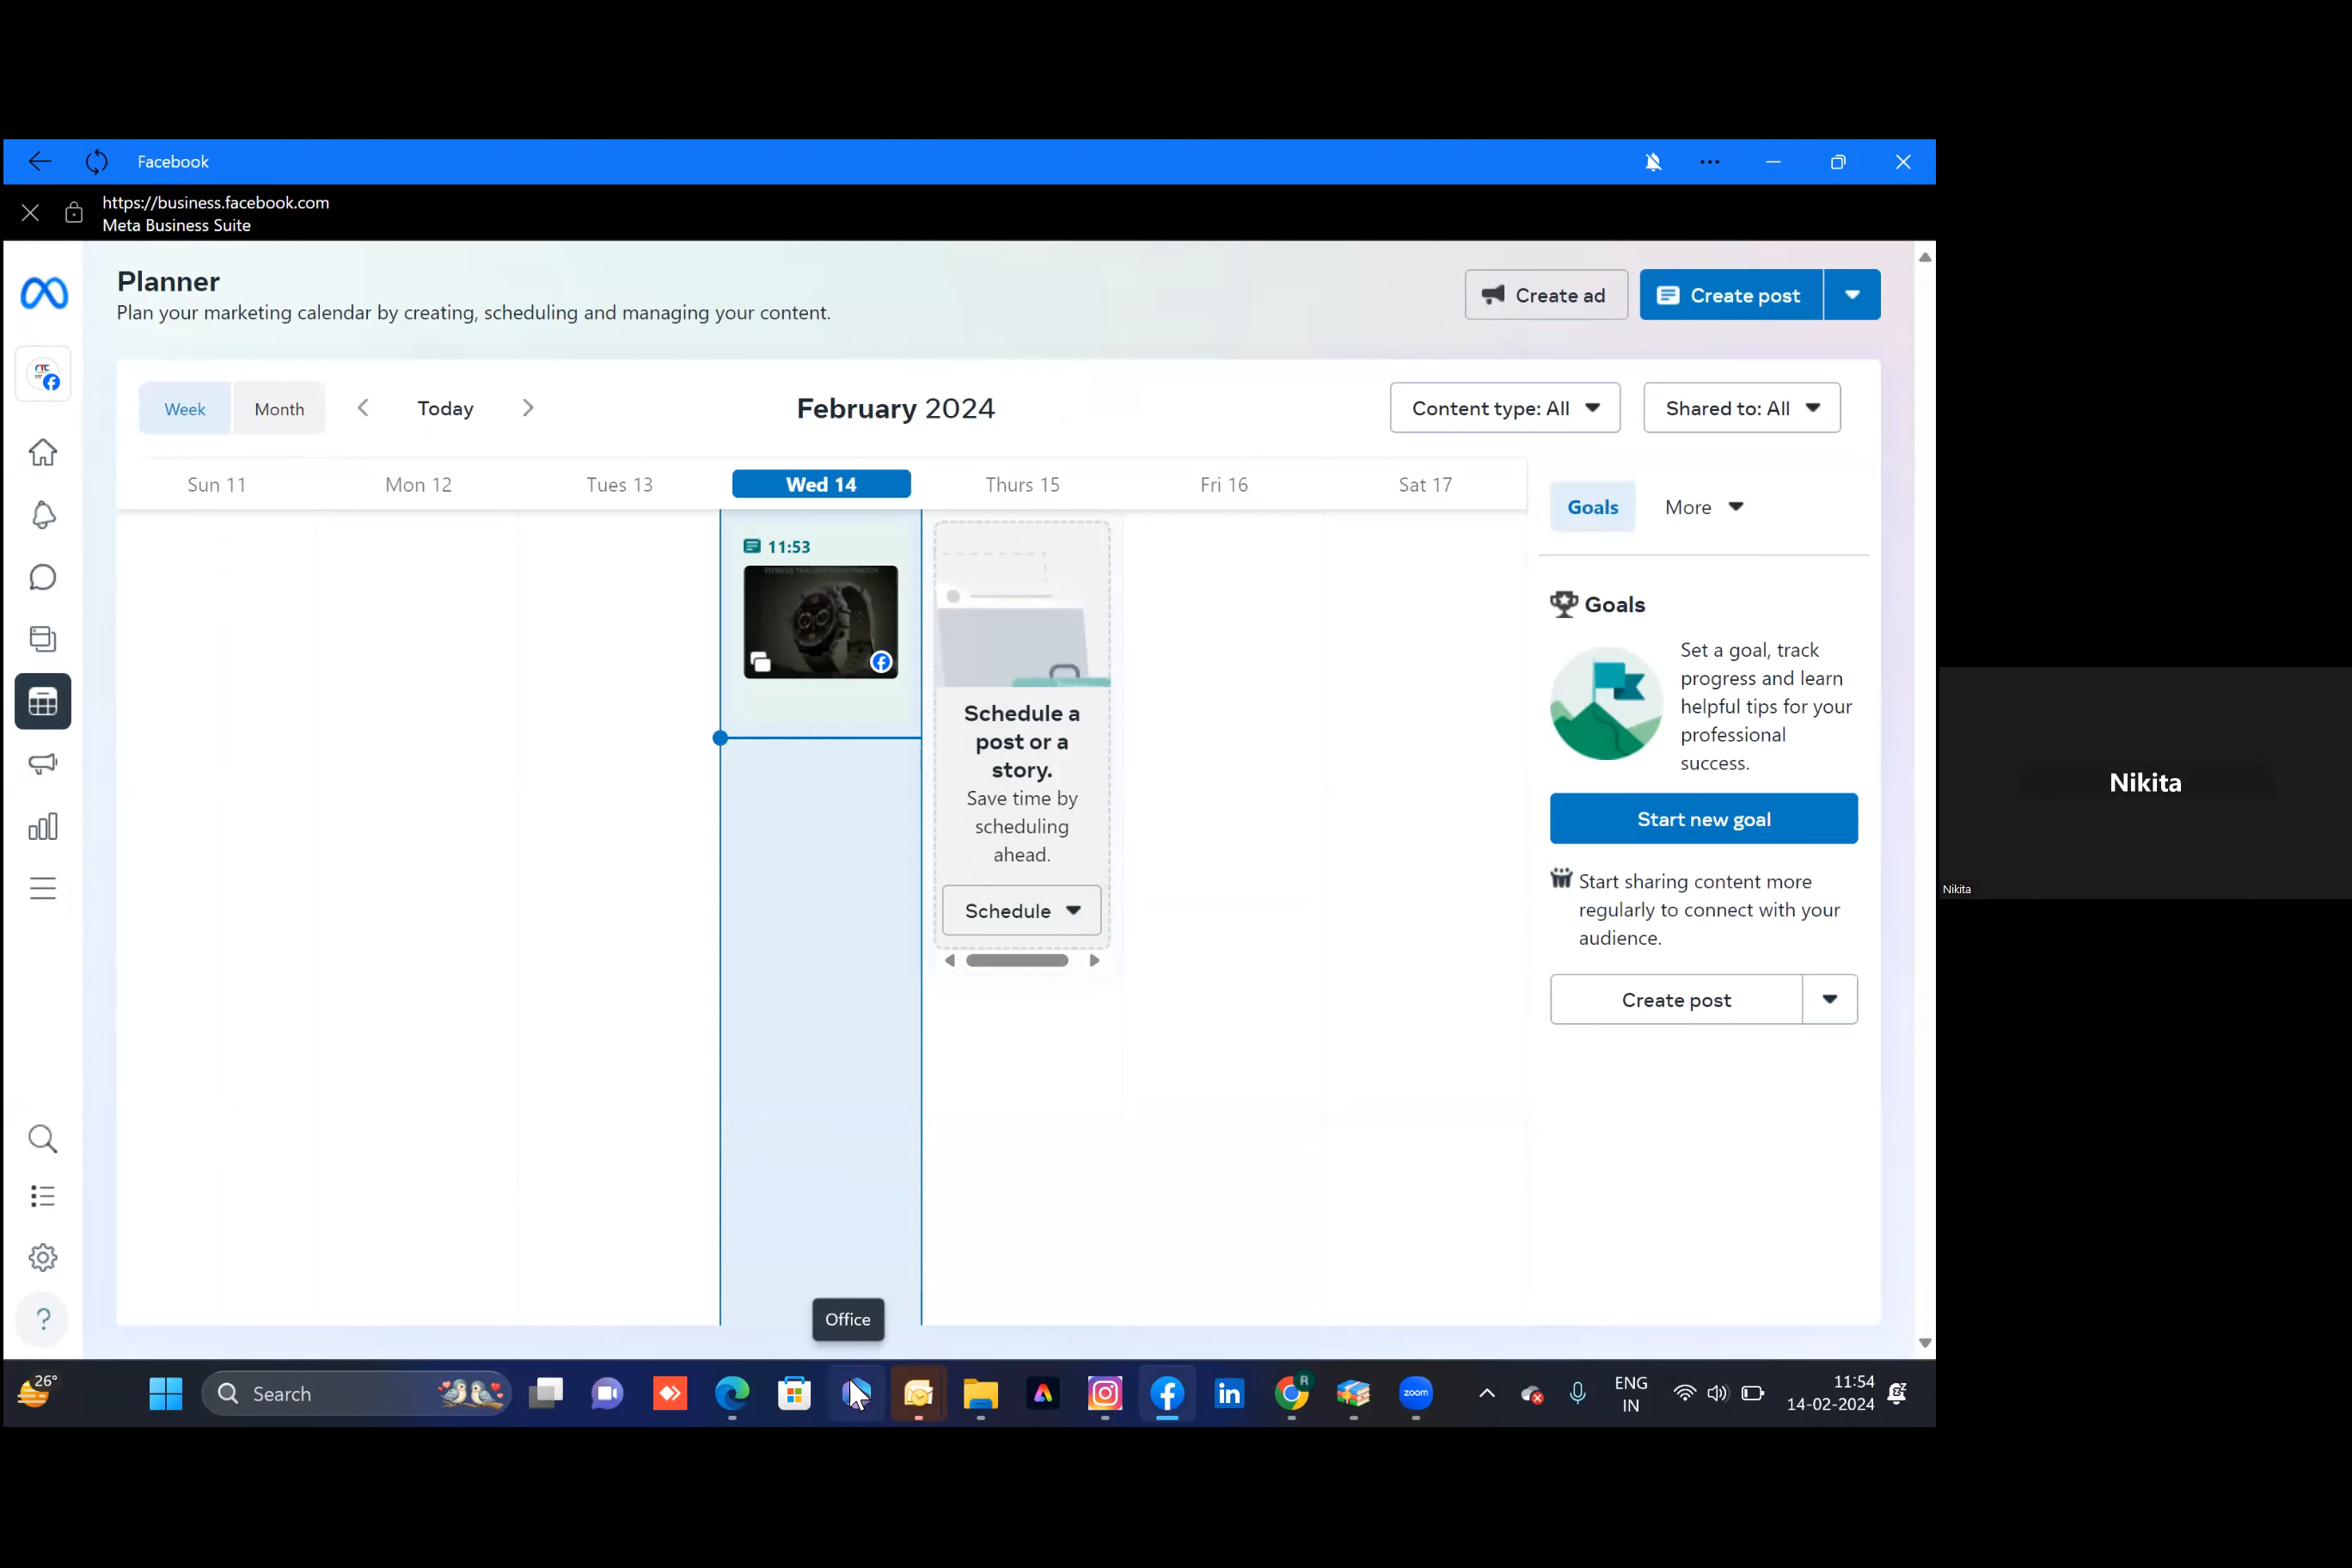 Facebook
https://business.facebook.com
Meta Business Suite
Planner
Plan your marketing calendar by creating, scheduling and managing your content.
Create ad
Create post
Week
Month
Today
February 2024
Content type: All
Shared to: All
Sun 11
Mon 12
Tues 13
Wed 14
Thurs 15
Fri 16
Sat 17
11:53
FITNESS TRACKER SMARTWATCH
Schedule a
post or a
story.
Save time by
scheduling
ahead.
Schedule
Goals
More
Goals
Set a goal, track
progress and learn
helpful tips for your
professional
success.
Start new goal
Start sharing content more
regularly to connect with your
audience.
Create post
Nikita
Nikita
Office
26°
Search
R
zoom
ENG
IN
11:54
14-02-2024